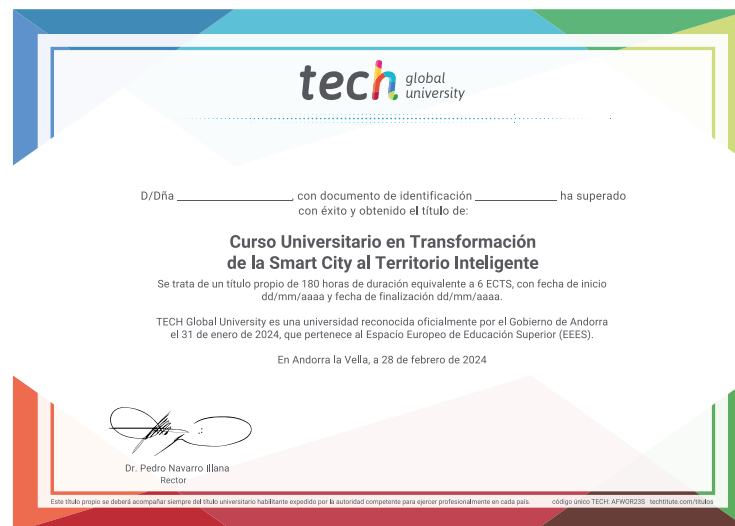 tech global university
D/Dña ____________________, con documento de identificación ______________ ha superado
con éxito y obtenido el título de:
Curso Universitario en Transformación
de la Smart City al Territorio Inteligente
Se trata de un título propio de 180 horas de duración equivalente a 6 ECTS, con fecha de inicio
dd/mm/aaaa y fecha de finalización dd/mm/aaaa.
TECH Global University es una universidad reconocida oficialmente por el Gobierno de Andorra
el 31 de enero de 2024, que pertenece al Espacio Europeo de Educación Superior (EEES).
En Andorra la Vella, a 28 de febrero de 2024
Dr. Pedro Navarro Illana
Rector
Este título propio se deberá acompañar siempre del título universitario habilitante expedido por la autoridad competente para ejercer profesionalmente en cada país. código único TECH: AFWOR23S techtitute.com/titulos